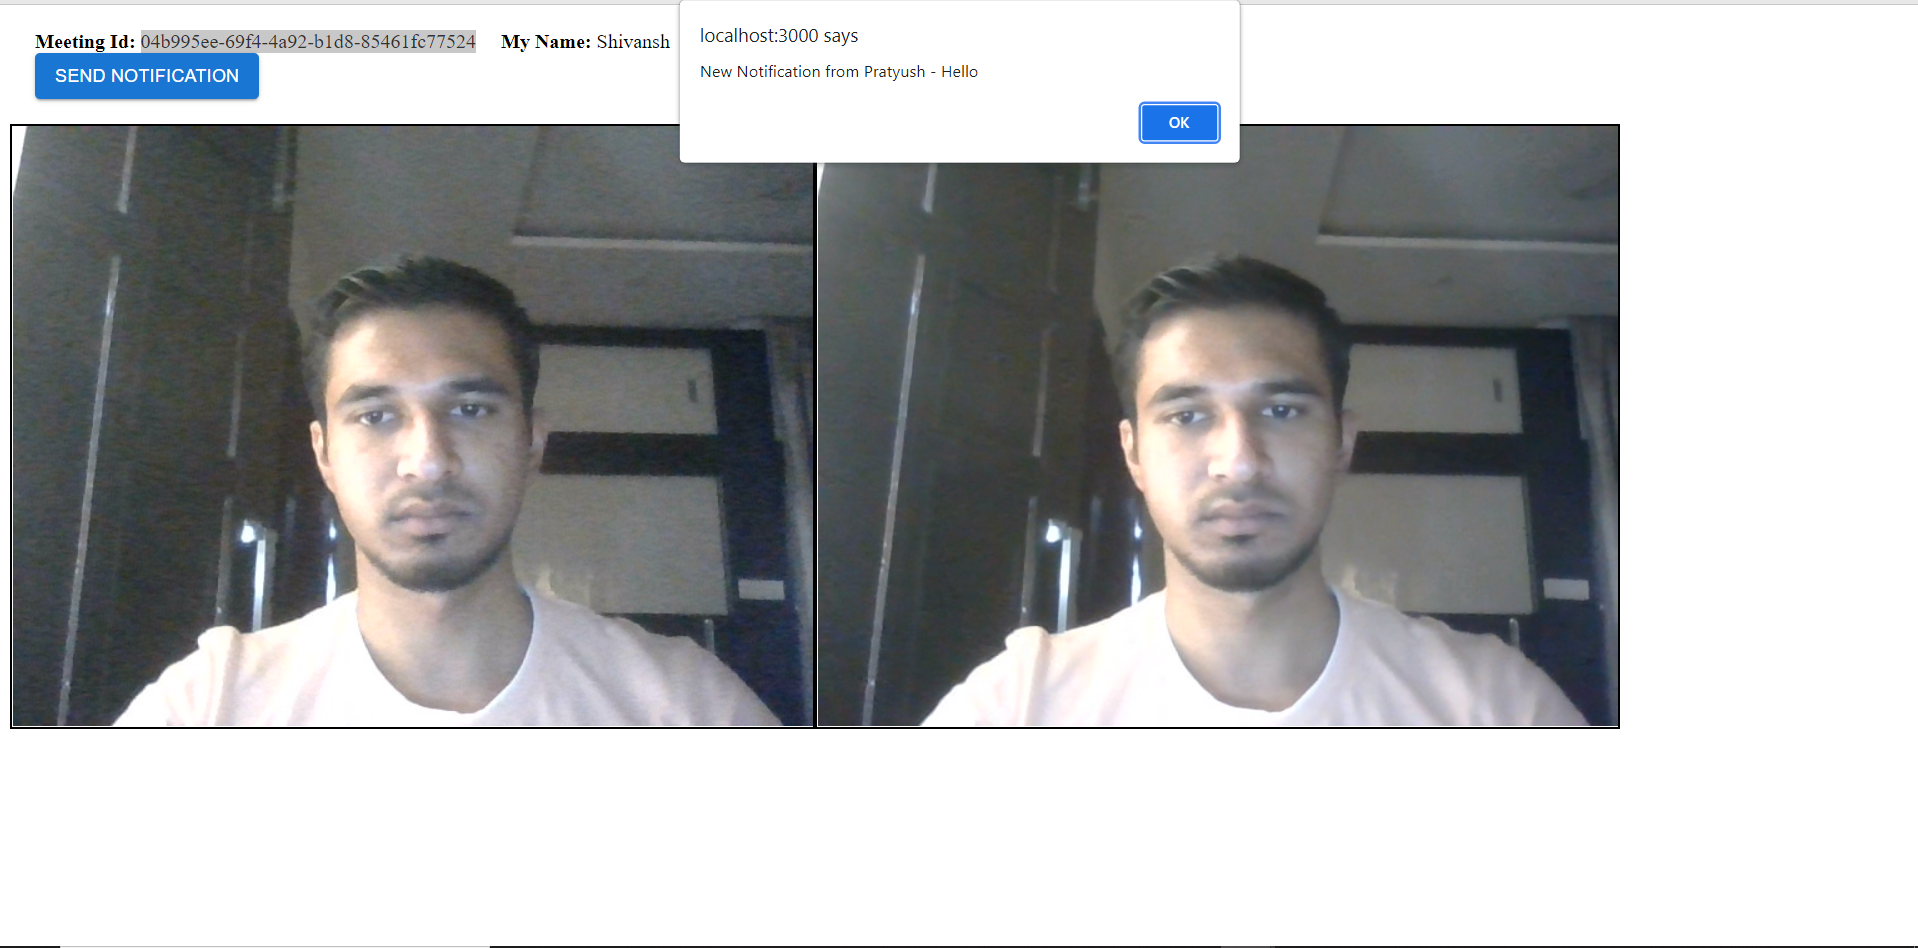 Meeting Id: 04b995ee-69f4-4a92-b1d8-85461fc77524 My Name: Shivansh
SEND NOTIFICATION
localhost:3000 says
New Notification from Pratyush - Hello
OK